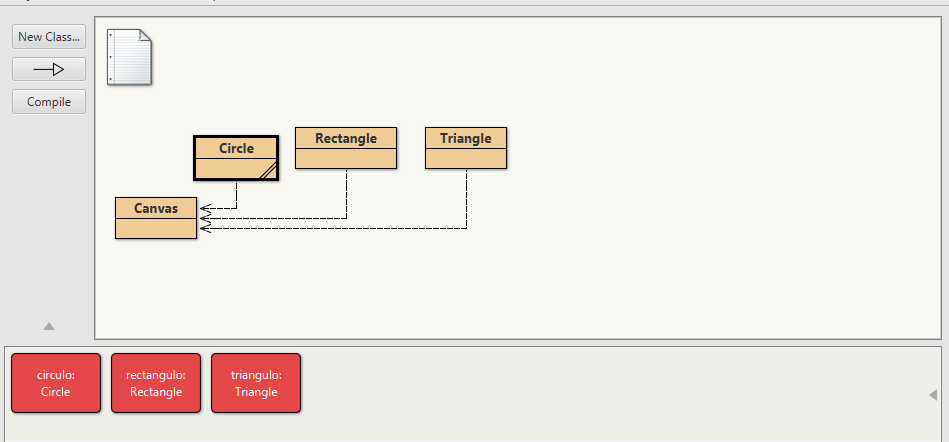 New Class...
Compile
Circle
Rectangle
Triangle
Canvas
circulo:
Circle
rectangulo:
Rectangle
triangulo:
Triangle